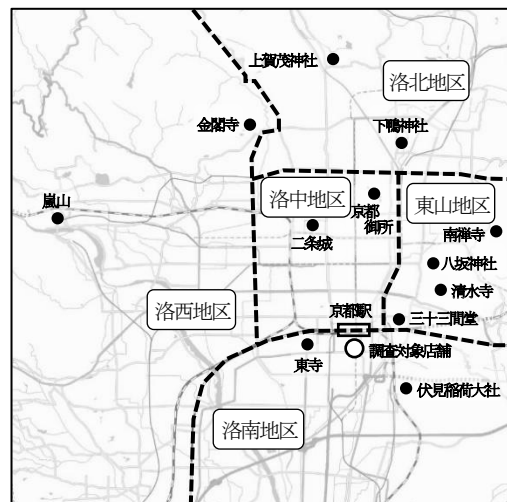 上賀茂神社
洛北地区
金閣寺
下鴨神社
嵐山
洛中地区
京都
御所
東山地区
二条城
南禅寺
八坂神社
清水寺
洛西地区
京都駅
三十三間堂
東寺
調査対象店舗
伏見稲荷大社
洛南地区